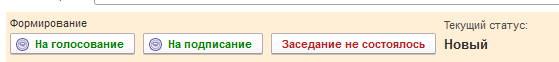 Формирование
На голосование
На подписание
Заседание не состоялось
Текущий статус:
Новый